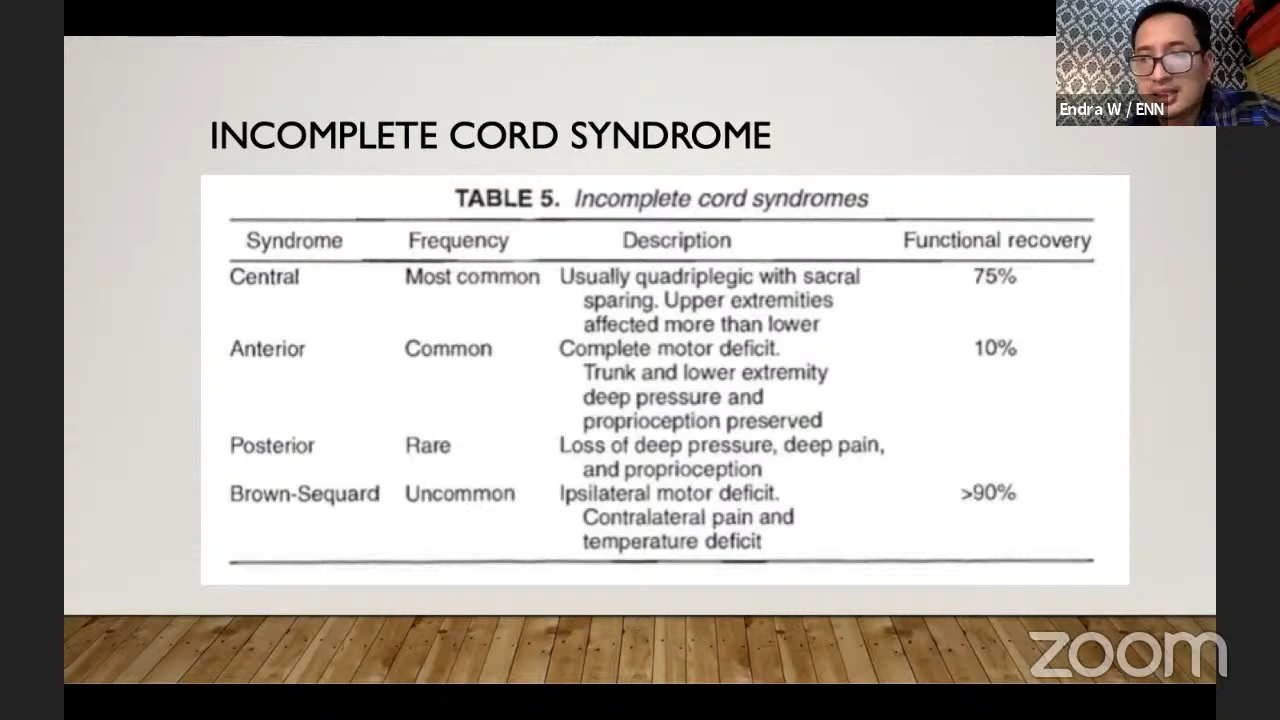 Endra W / ENN
INCOMPLETE CORD SYNDROME
TABLE 5. Incomplete cord syndromes
Syndrome Frequency Description Functional recovery
Central Most common Usually quadriplegic with sacral 75%
sparing. Upper extremities
affected more than lower
Anterior Common Complete motor deficit. 10%
Trunk and lower extremity
deep pressure and
proprioception preserved
Posterior Rare Loss of deep pressure, deep pain,
and proprioception
Brown-Sequard Uncommon Ipsilateral motor deficit. >90%
Contralateral pain and
temperature deficit
zoom